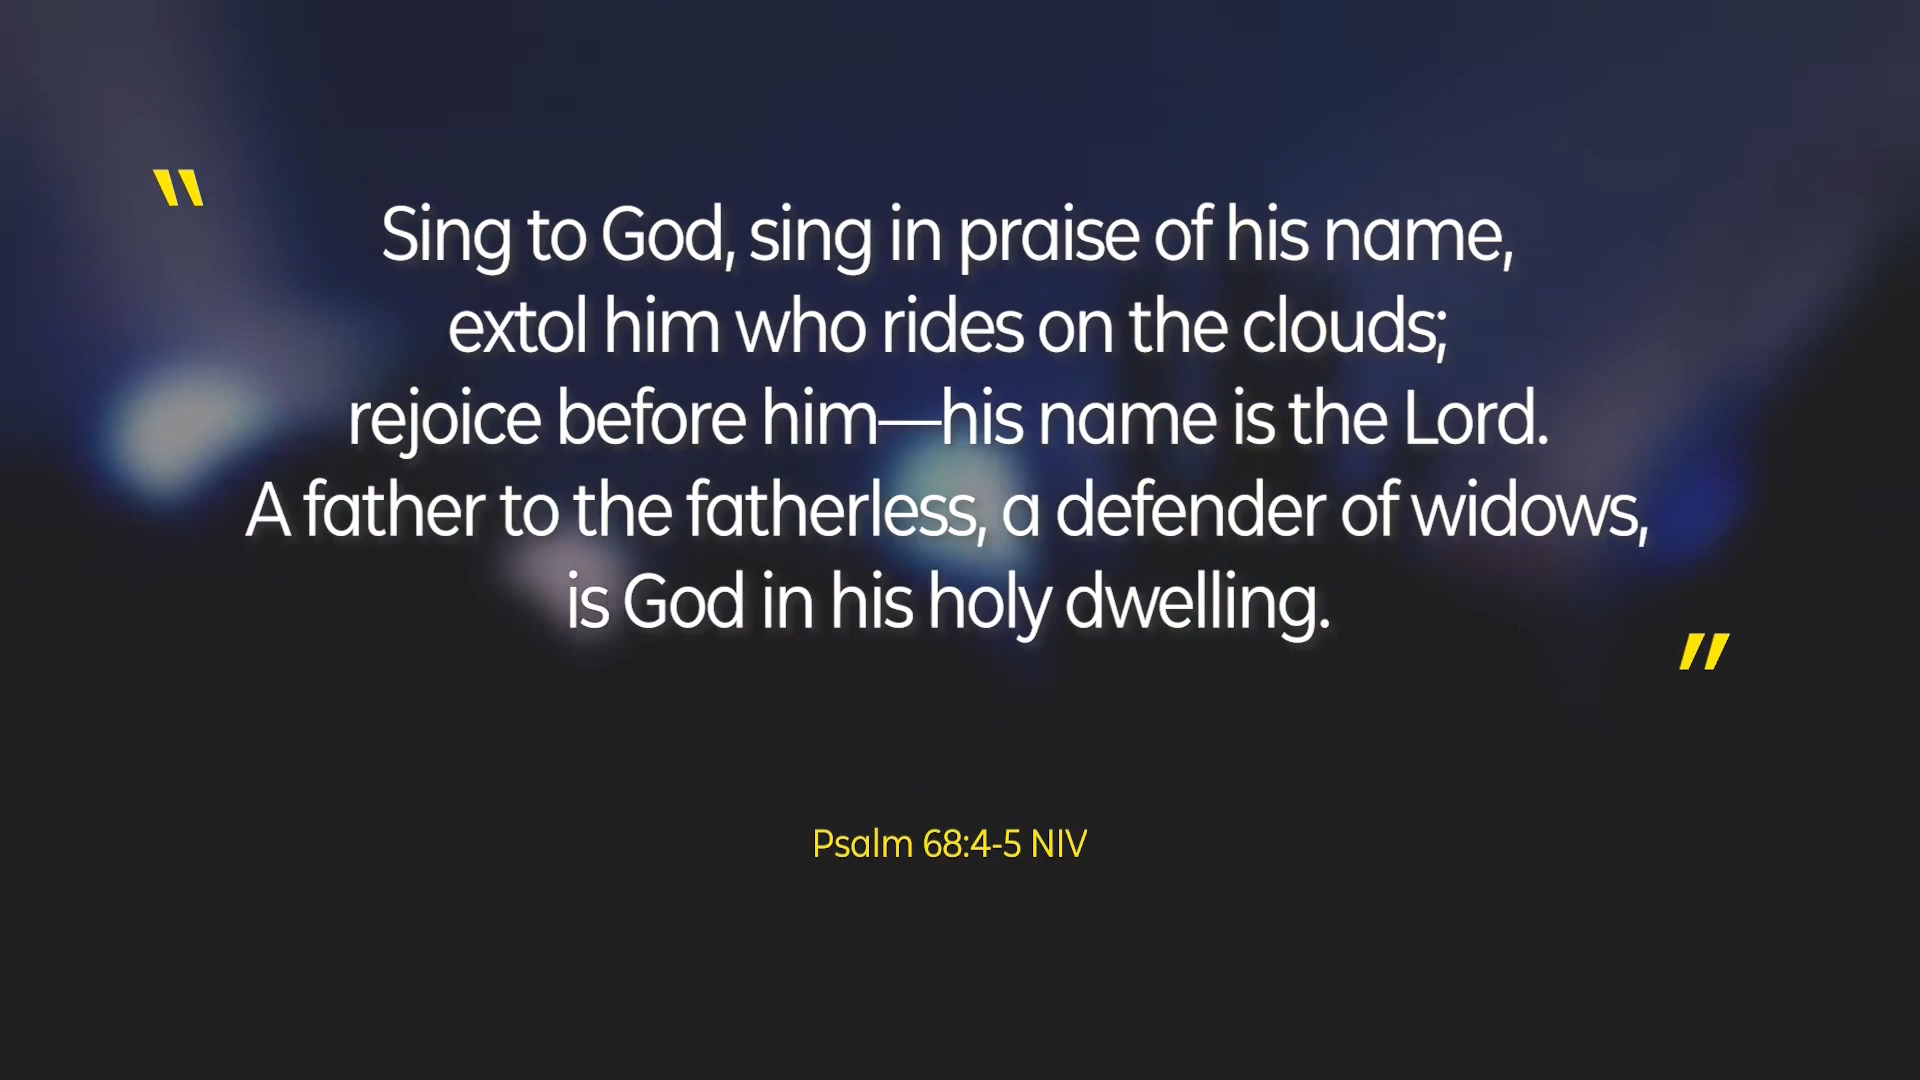 “
Sing to God, sing in praise of his name,
extol him who rides on the clouds;
rejoice before him—his name is the Lord.
A father to the fatherless, a defender of widows,
is God in his holy dwelling.
”
Psalm 68:4-5 NIV